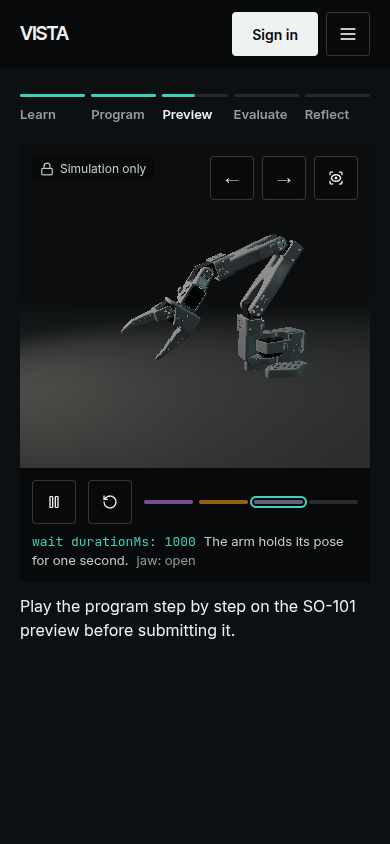 VISTA
Sign in
Learn
Program
Preview
Evaluate
Reflect
Simulation only
← →
wait durationMs: 1000 The arm holds its pose
for one second. jaw: open
Play the program step by step on the SO-101
preview before submitting it.